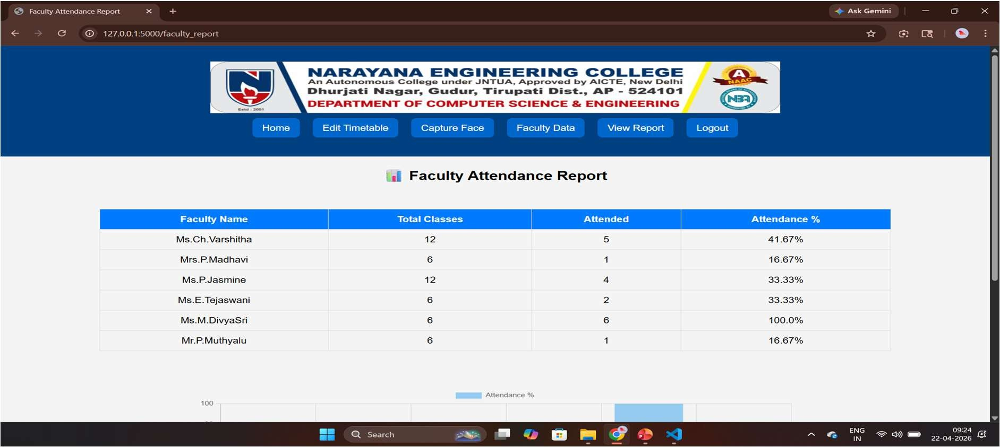 Faculty Attendance Report
Ask Gemini
127.0.0.1:5000/faculty_report
NARAYANA ENGINEERING COLLEGE
An Autonomous College under JNTUA, Approved by AICTE, New Delhi
Dhurjati Nagar, Gudur, Tirupati Dist., AP - 524101
DEPARTMENT OF COMPUTER SCIENCE & ENGINEERING
Estd : 2001
A
NAAC
NBA
Home Edit Timetable Capture Face Faculty Data View Report Logout
Faculty Attendance Report
Faculty Name Total Classes Attended Attendance %
Ms.Ch.Varshitha 12 5 41.67%
Mrs.P.Madhavi 6 1 16.67%
Ms.P.Jasmine 12 4 33.33%
Ms.E.Tejaswani 6 2 33.33%
Ms.M.DivyaSri 6 6 100.0%
Mr.P.Muthyalu 6 1 16.67%
Attendance %
100
Search
ENG
IN
09:24
22-04-2026